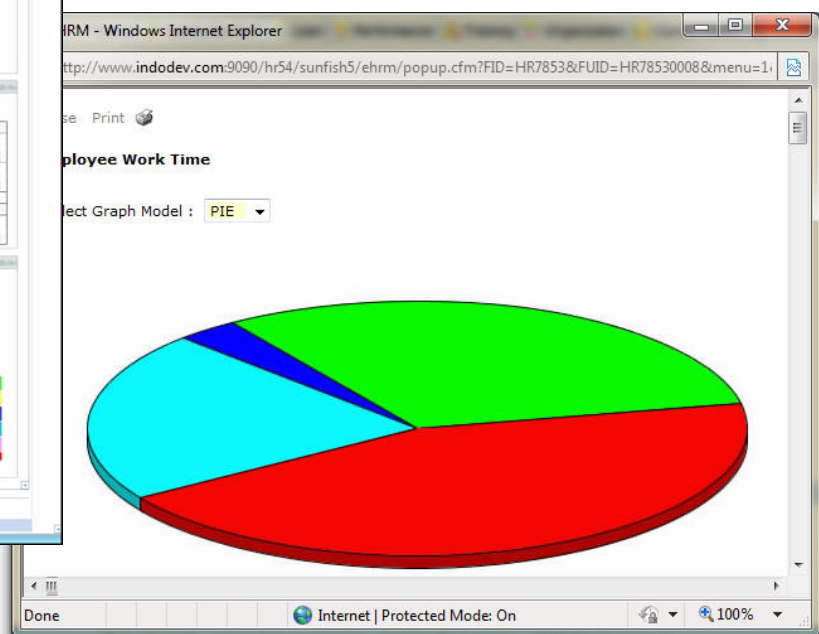 HRM - Windows Internet Explorer
ttp://www.indodev.com:9090/hr54/sunfish5/ehrm/popup.cfm?FID=HR7853&FUID=HR78530008&menu=1
se Print
ployee Work Time
lect Graph Model : PIE
Done
Internet | Protected Mode: On
100%